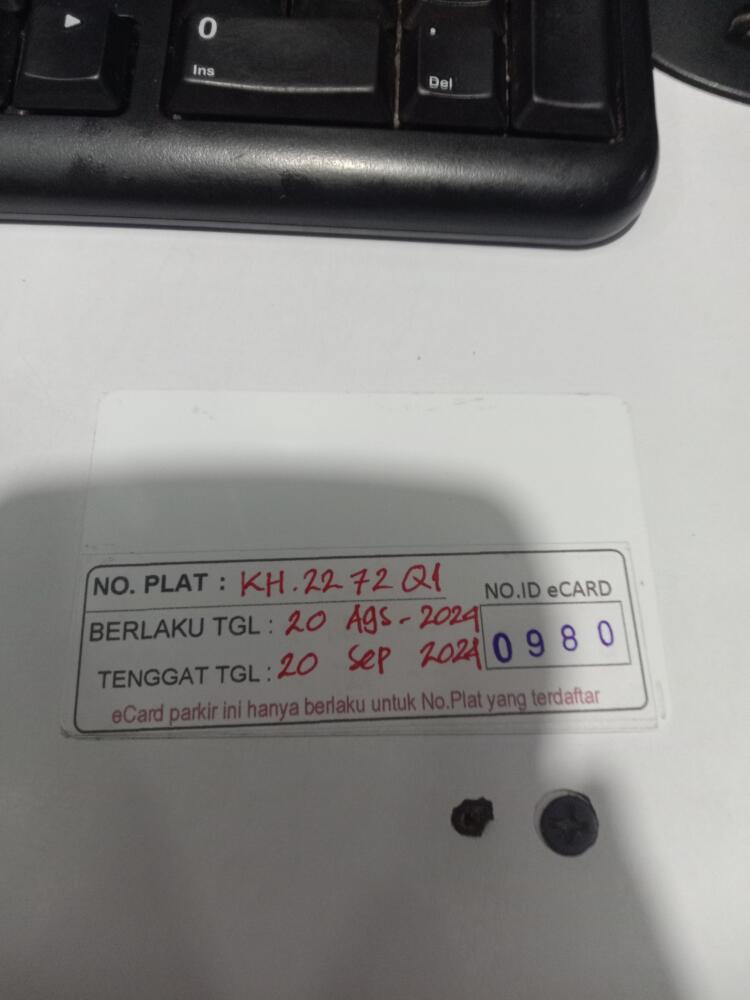 0
Ins
.
Del
NO. PLAT : KH.2272 QI
NO.ID eCARD
BERLAKU TGL : 20 Ags - 2024
0980
TENGGAT TGL : 20 Sep 2024
eCard parkir ini hanya berlaku untuk No.Plat yang terdaftar